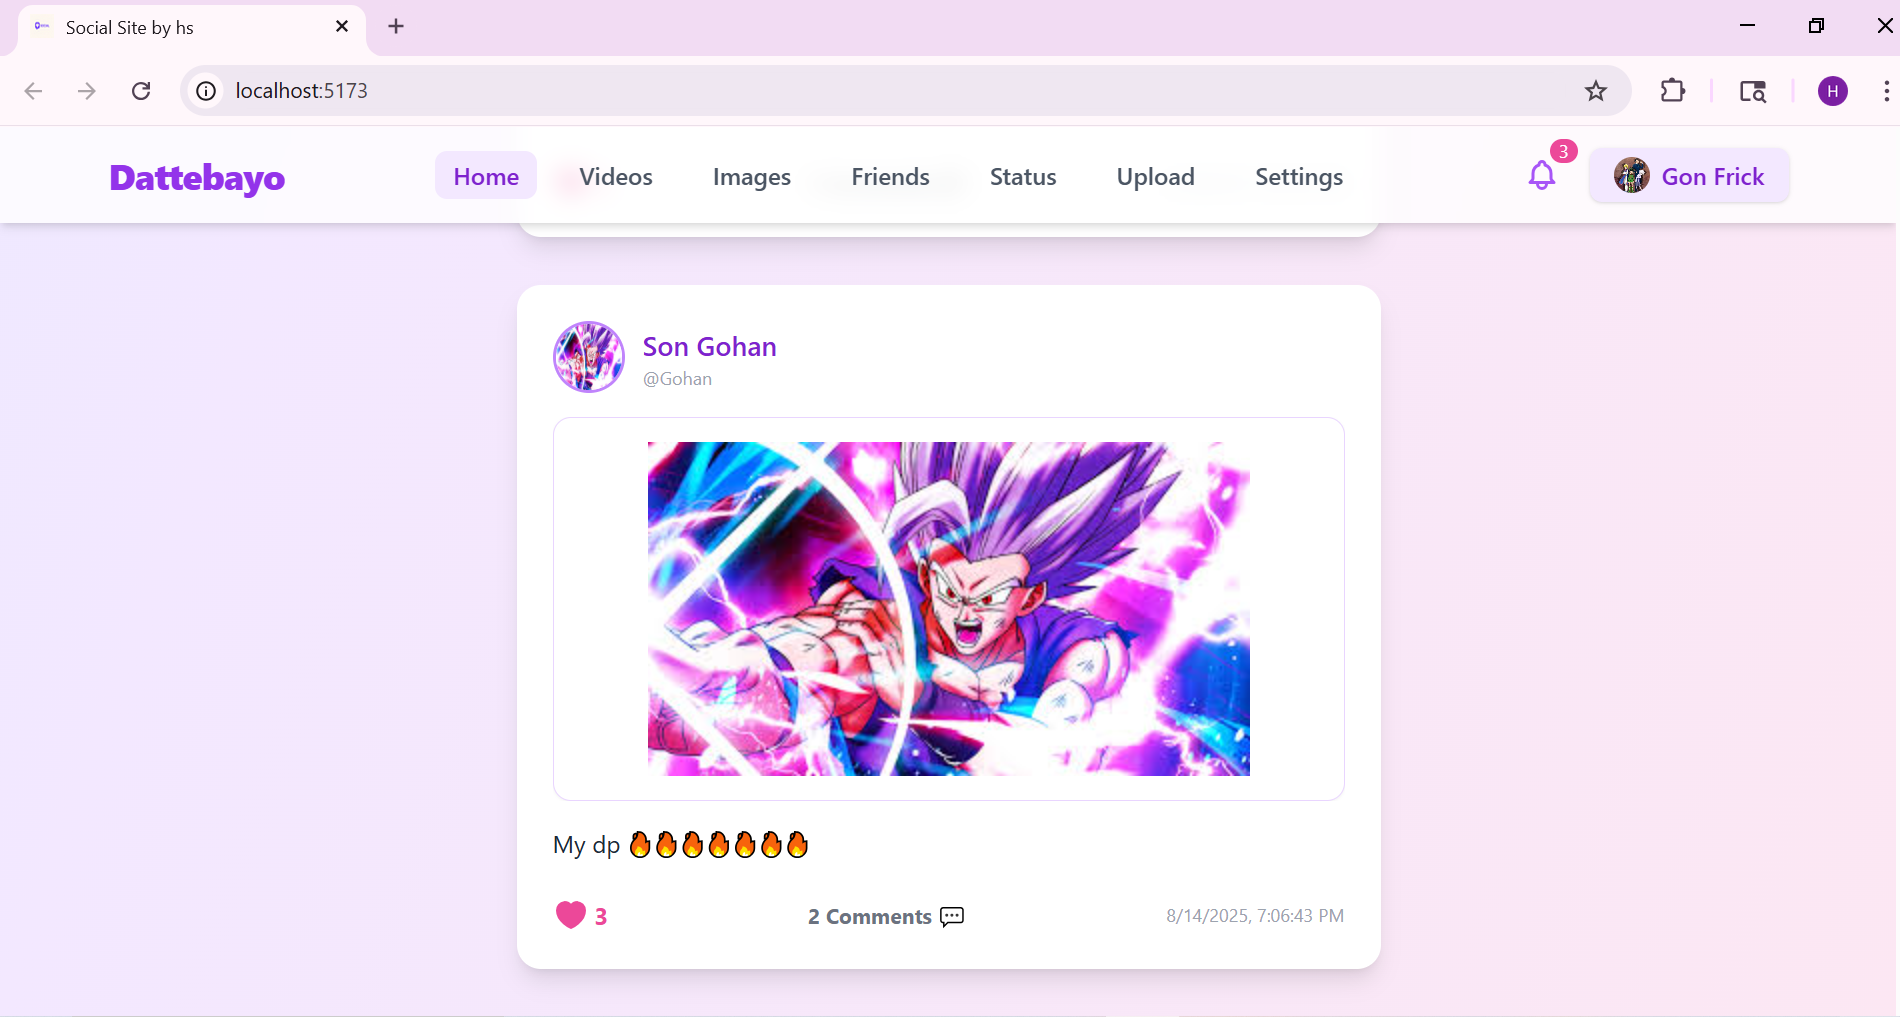 Social Site by hs
localhost:5173
H
Dattebayo
Home
Videos
Images
Friends
Status
Upload
Settings
3
Gon Frick
Son Gohan
@Gohan
My dp 🔥🔥🔥🔥🔥🔥🔥
3
2 Comments
8/14/2025, 7:06:43 PM